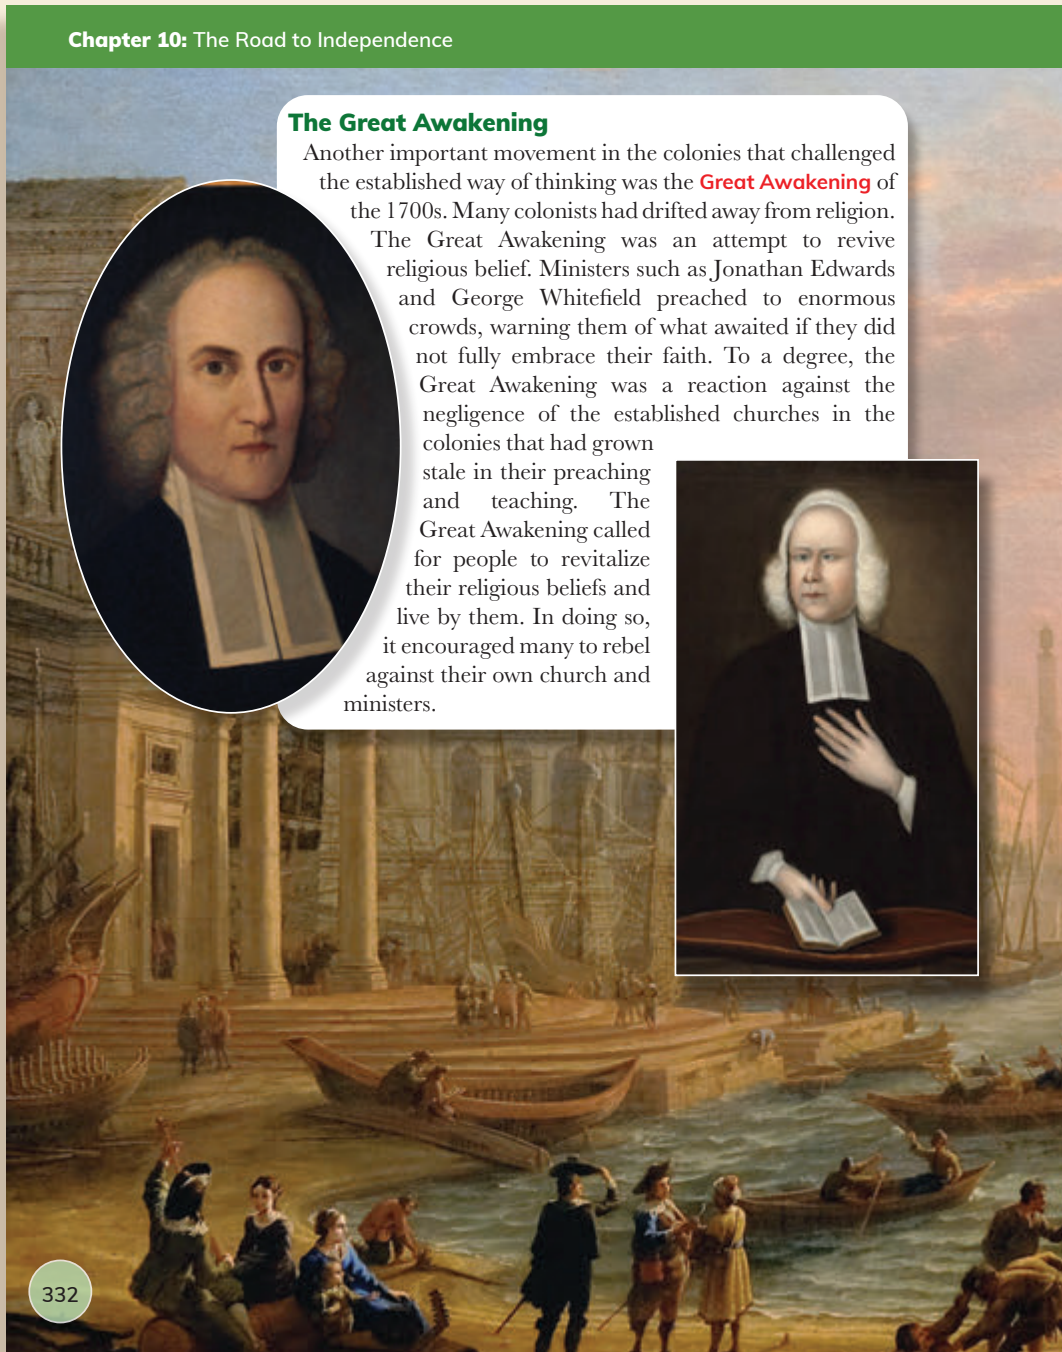 Chapter 10: The Road to Independence
The Great Awakening
Another important movement in the colonies that challenged
the established way of thinking was the Great Awakening of
the 1700s. Many colonists had drifted away from religion.
The Great Awakening was an attempt to revive
religious belief. Ministers such as Jonathan Edwards
and George Whitefield preached to enormous
crowds, warning them of what awaited if they did
not fully embrace their faith. To a degree, the
Great Awakening was a reaction against the
negligence of the established churches in the
colonies that had grown
stale in their preaching
and teaching. The
Great Awakening called
for people to revitalize
their religious beliefs and
live by them. In doing so,
it encouraged many to rebel
against their own church and
ministers.
332